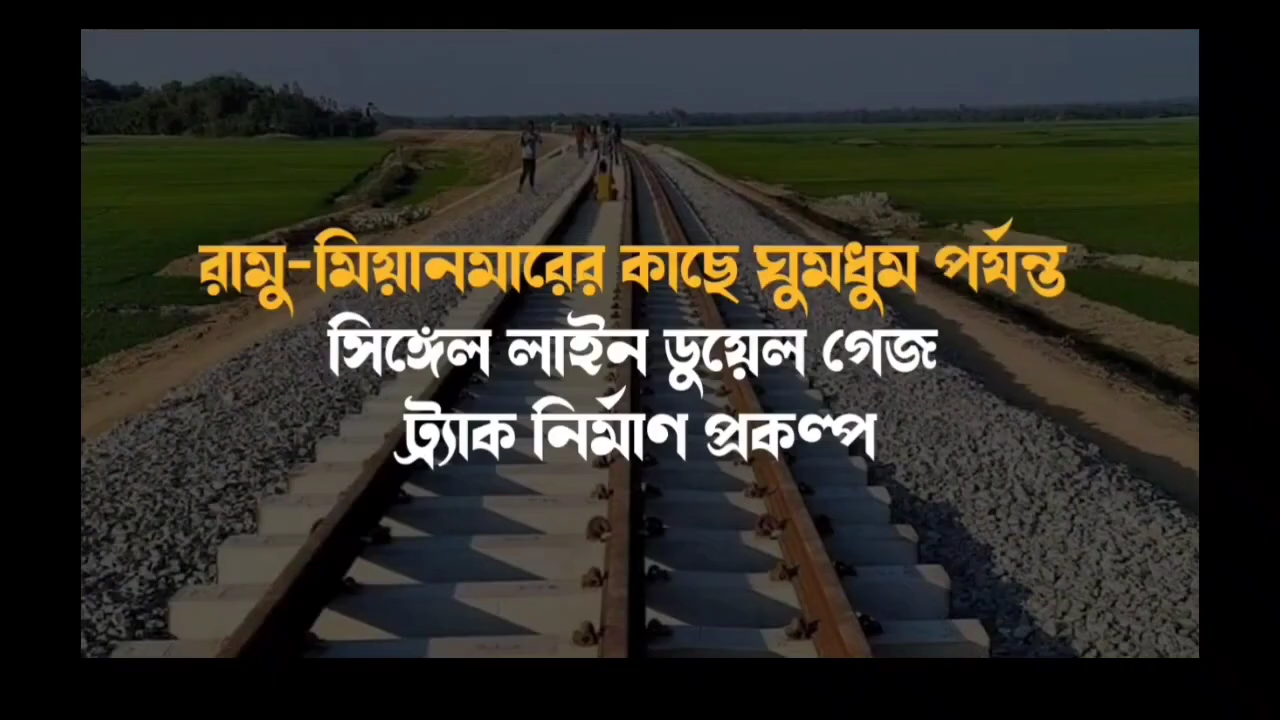 রামু-মিয়ানমারের কাছে ঘুমধুম পর্যন্ত
সিঙ্গেল লাইন ডুয়েল গেজ
ট্র্যাক নির্মাণ প্রকল্প